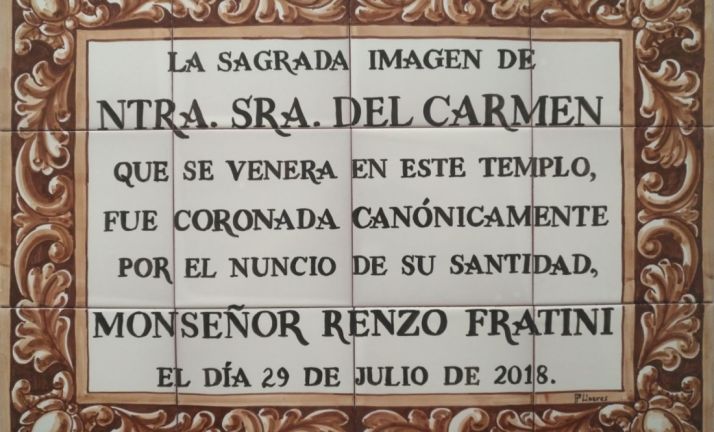 LA SAGRADA IMAGEN DE
NTRA. SRA. DEL CARMEN
QUE SE VENERA EN ESTE TEMPLO,
FUE CORONADA CANÓNICAMENTE
POR EL NUNCIO DE SU SANTIDAD,
MONSEÑOR RENZO FRATINI
EL DÍA 29 DE JULIO DE 2018.
Linares